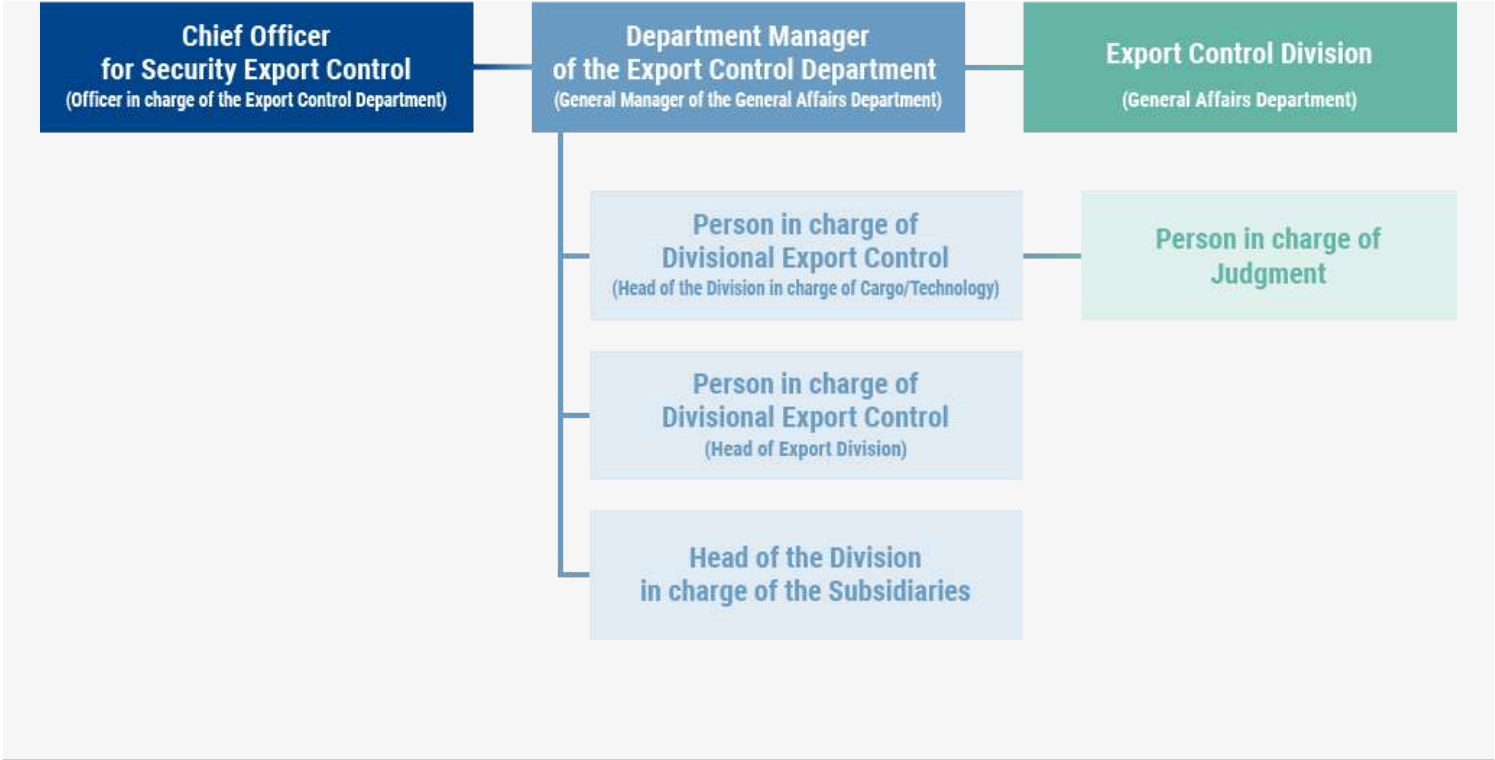 Chief Officer
for Security Export Control
(Officer in charge of the Export Control Department)
Department Manager
of the Export Control Department
(General Manager of the General Affairs Department)
Export Control Division
(General Affairs Department)
Person in charge of
Divisional Export Control
(Head of the Division in charge of Cargo/Technology)
Person in charge of
Judgment
Person in charge of
Divisional Export Control
(Head of Export Division)
Head of the Division
in charge of the Subsidiaries